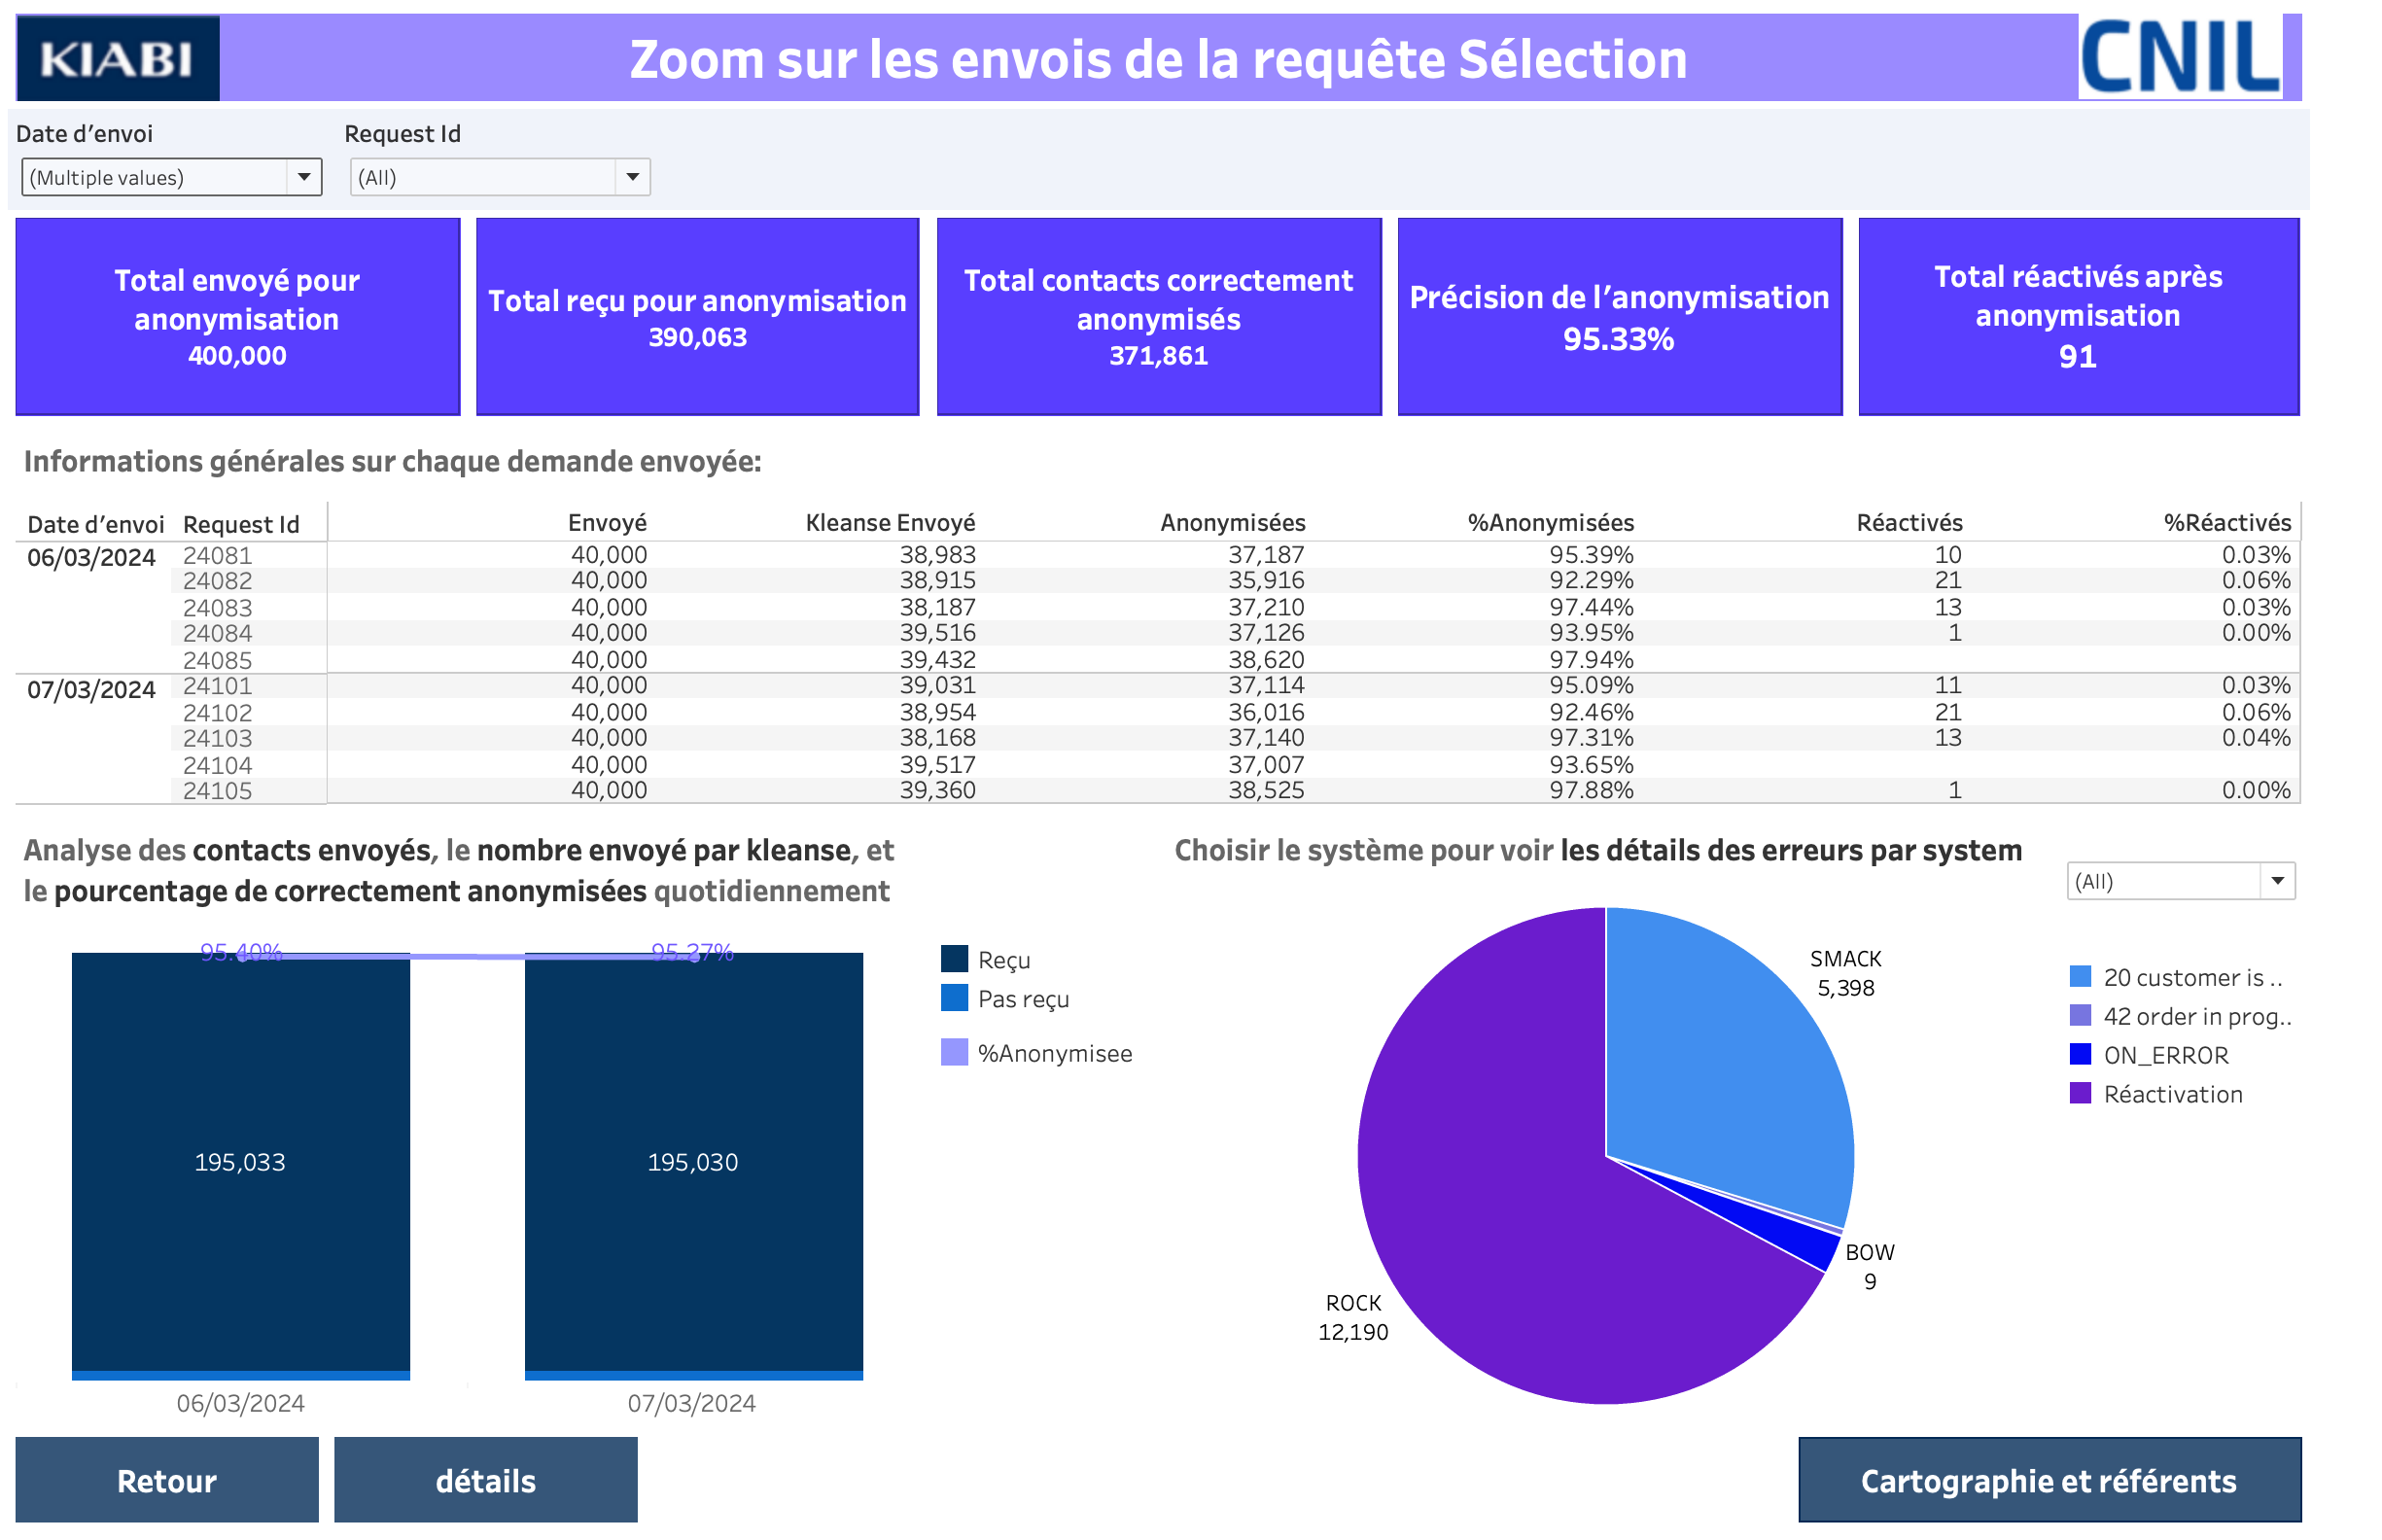 KIABI
Zoom sur les envois de la requête Sélection
CNIL
Date d'envoi
Request Id
(Multiple values)
(All)
Total envoyé pour
anonymisation
400,000
Total reçu pour anonymisation
390,063
Total contacts correctement
anonymisés
371,861
Précision de l'anonymisation
95.33%
Total réactivés après
anonymisation
91
Informations générales sur chaque demande envoyée:
Date d'envoi Request Id Envoyé Kleanse Envoyé Anonymisées %Anonymisées Réactivés %Réactivés
06/03/2024 24081 40,000 38,983 37,187 95.39% 10 0.03%
24082 40,000 38,915 35,916 92.29% 21 0.06%
24083 40,000 38,187 37,210 97.44% 13 0.03%
24084 40,000 39,516 37,126 93.95% 1 0.00%
24085 40,000 39,432 38,620 97.94%
07/03/2024 24101 40,000 39,031 37,114 95.09% 11 0.03%
24102 40,000 38,954 36,016 92.46% 21 0.06%
24103 40,000 38,168 37,140 97.31% 13 0.04%
24104 40,000 39,517 37,007 93.65%
24105 40,000 39,360 38,525 97.88% 1 0.00%
Analyse des contacts envoyés, le nombre envoyé par kleanse, et
le pourcentage de correctement anonymisées quotidiennement
95.40%
95.27%
195,033
195,030
06/03/2024
07/03/2024
Reçu
Pas reçu
%Anonymisee
Choisir le système pour voir les détails des erreurs par system
(All)
SMACK
5,398
BOW
9
ROCK
12,190
20 customer is ..
42 order in prog..
ON_ERROR
Réactivation
Retour
détails
Cartographie et référents